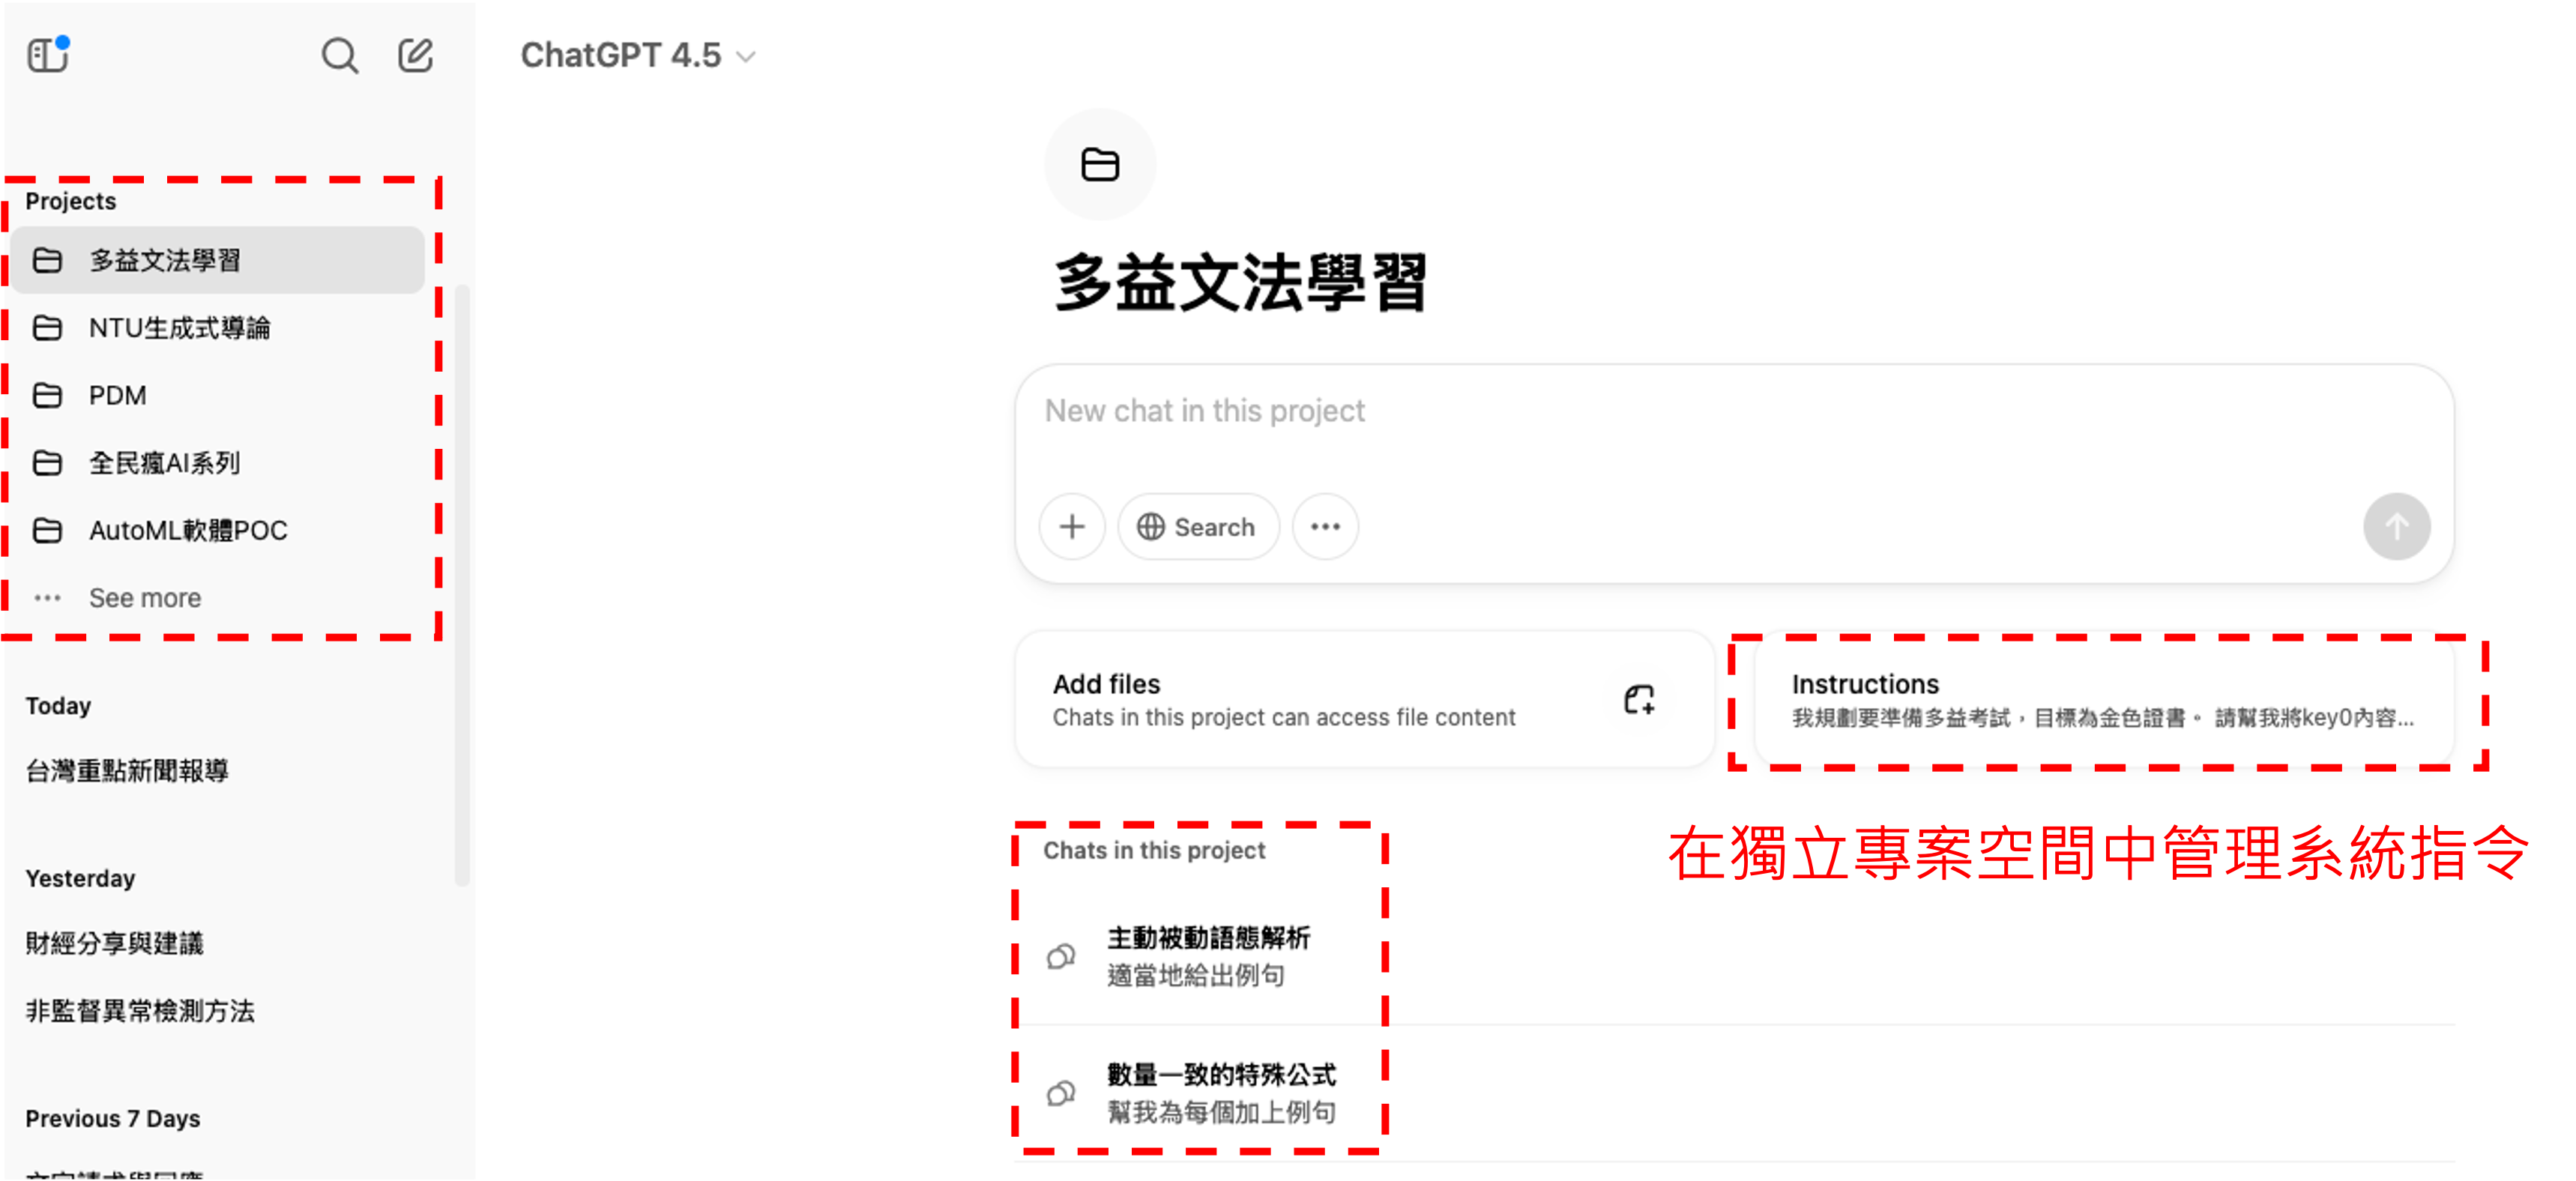 ChatGPT 4.5
Projects
多益文法學習
NTU生成式導論
PDM
全民瘋AI系列
AutoML軟體POC
See more
Today
台灣重點新聞報導
Yesterday
財經分享與建議
非監督異常檢測方法
Previous 7 Days
多益文法學習
New chat in this project
Search
Add files
Chats in this project can access file content
Instructions
我規劃要準備多益考試，目標為金色證書。 請幫我將key0內容...
在獨立專案空間中管理系統指令
Chats in this project
主動被動語態解析
適當地給出例句
數量一致的特殊公式
幫我為每個加上例句